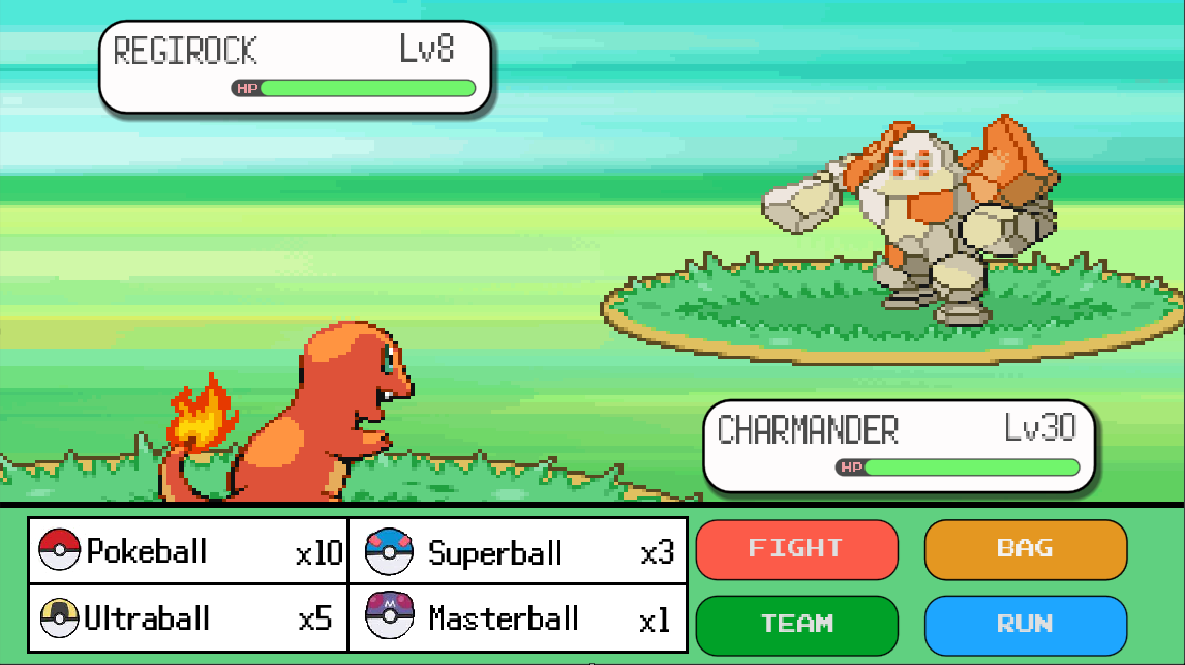 REGIROCK Lv8
HP
CHARMANDER Lv30
HP
Pokeball x10
Superball x3
Ultraball x5
M
Masterball x1
FIGHT
BAG
TEAM
RUN